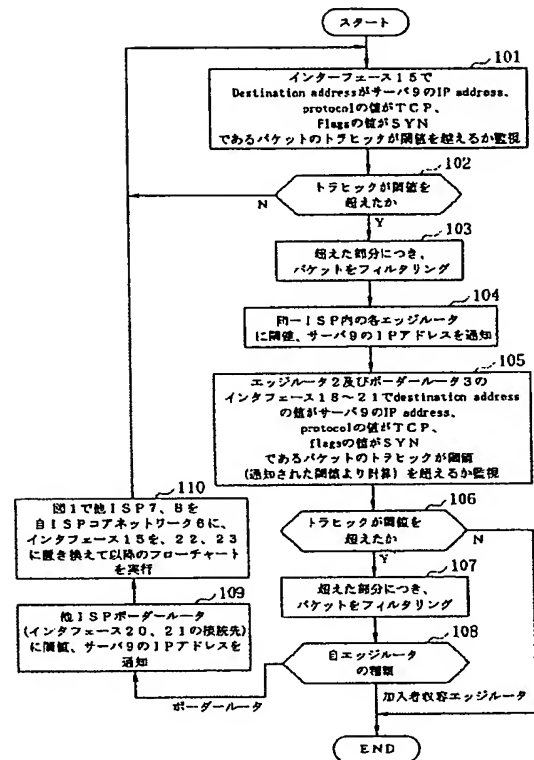 スタート
101
インターフェース15で
Destination addressがサーバ9のIP address、
protocolの値がTCP、
Flagsの値がSYN
であるパケットのトラヒックが閾値を越えるか監視
102
トラヒックが閾値を
超えたか
N
Y
103
超えた部分につき、
パケットをフィルタリング
104
同一ISP内の各エッジルータ
に閾値、サーバ9のIPアドレスを通知
105
エッジルータ2及びボーダールータ3の
インタフェース18～21でdestination address
の値がサーバ9のIP address、
protocolの値がTCP、
flagsの値がSYN
であるパケットのトラヒックが閾値
(通知された閾値より計算)を超えるか監視
106
トラヒックが閾値を
超えたか
N
Y
107
超えた部分につき、
パケットをフィルタリング
108
自エッジルータ
の種類
ボーダールータ
加入者収容エッジルータ
109
他ISPボーダールータ
(インタフェース20、21の接続先)
に閾値、サーバ9のIPアドレスを
通知
110
図1で他ISP7、8を
自ISPコアネットワーク6に、
インタフェース15を、22、23
に置き換えて以降のフローチャート
を実行
END